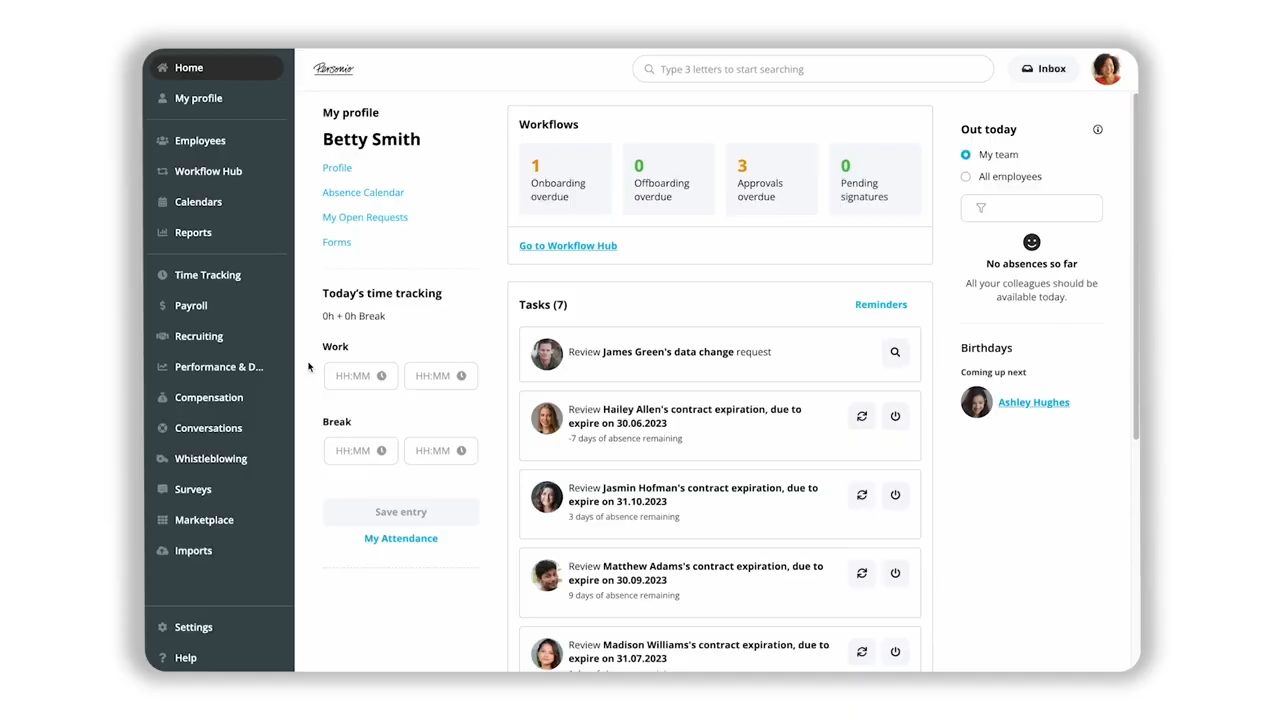 Home
My profile
Employees
Workflow Hub
Calendars
Reports
Time Tracking
Payroll
Recruiting
Performance & D...
Compensation
Conversations
Whistleblowing
Surveys
Marketplace
Imports
Settings
Help
Personio
Type 3 letters to start searching
Inbox
My profile
Betty Smith
Profile
Absence Calendar
My Open Requests
Forms
Today's time tracking
0h + 0h Break
Work
HH:MM HH:MM
Break
HH:MM HH:MM
Save entry
My Attendance
Workflows
1
Onboarding
overdue
0
Offboarding
overdue
3
Approvals
overdue
0
Pending
signatures
Go to Workflow Hub
Tasks (7)
Reminders
Review James Green's data change request
Review Hailey Allen's contract expiration, due to
expire on 30.06.2023
-7 days of absence remaining
Review Jasmin Hofman's contract expiration, due to
expire on 31.10.2023
3 days of absence remaining
Review Matthew Adams's contract expiration, due to
expire on 30.09.2023
9 days of absence remaining
Review Madison Williams's contract expiration, due to
expire on 31.07.2023
Out today
My team
All employees
No absences so far
All your colleagues should be
available today.
Birthdays
Coming up next
Ashley Hughes